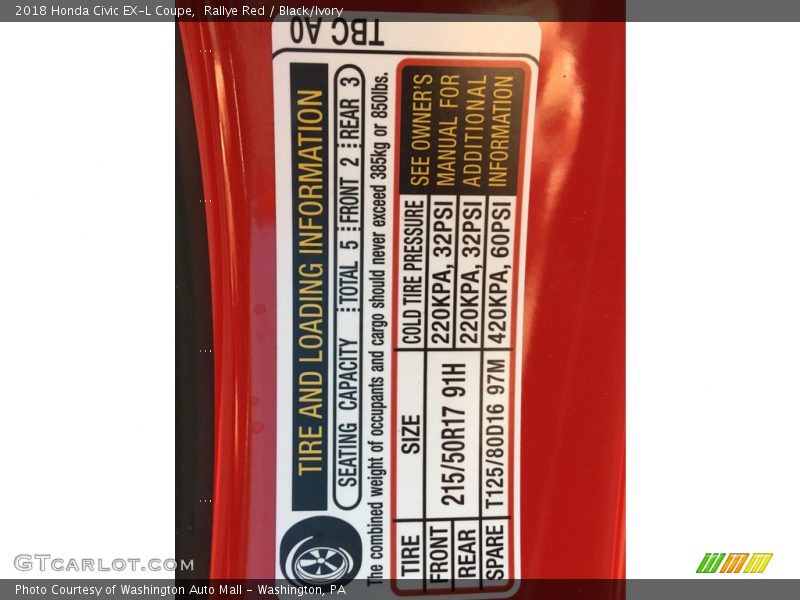 2018 Honda Civic EX-L Coupe, Rallye Red / Black/Ivory
TBC A0
TIRE AND LOADING INFORMATION
SEATING CAPACITY TOTAL 5 FRONT 2 REAR 3
The combined weight of occupants and cargo should never exceed 385kg or 850lbs.
TIRE SIZE COLD TIRE PRESSURE
FRONT 215/50R17 91H 220KPA, 32PSI
REAR 220KPA, 32PSI
SPARE T125/80D16 97M 420KPA, 60PSI
SEE OWNER'S
MANUAL FOR
ADDITIONAL
INFORMATION
GTcarlot.com
Photo Courtesy of Washington Auto Mall - Washington, PA